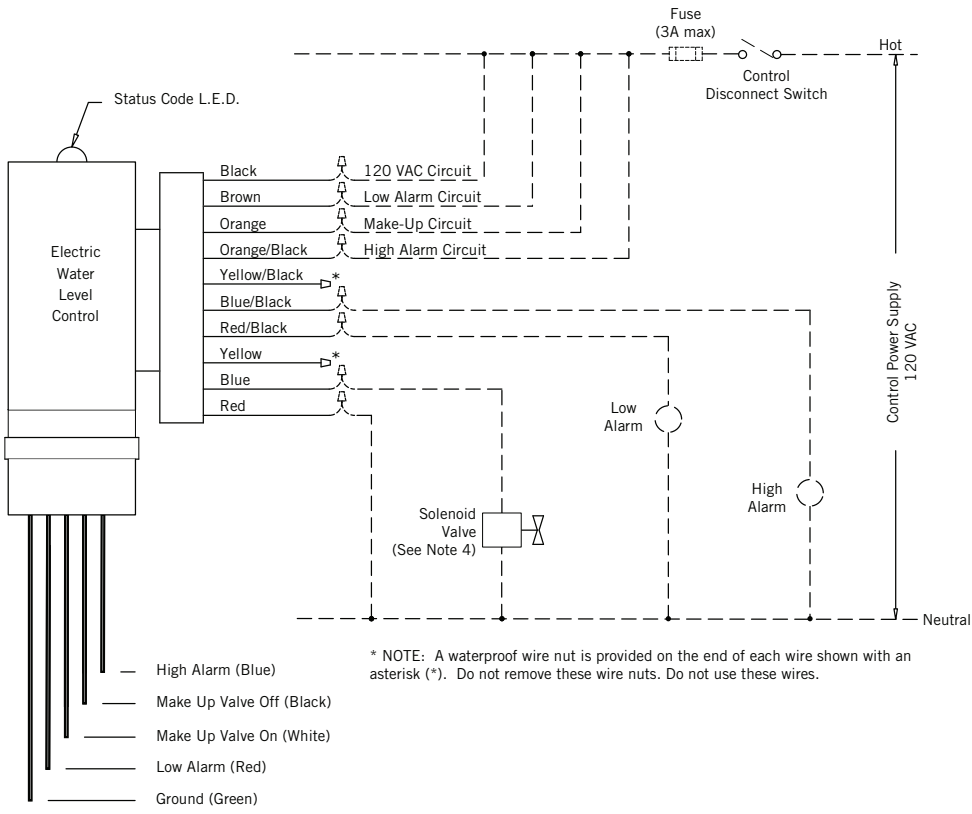 Fuse
(3A max)
Hot
Control
Disconnect Switch
Status Code L.E.D.
Black
120 VAC Circuit
Brown
Low Alarm Circuit
Orange
Make-Up Circuit
Orange/Black
High Alarm Circuit
Yellow/Black
*
Blue/Black
Red/Black
Yellow
*
Blue
Red
Electric
Water
Level
Control
Control Power Supply
120 VAC
Low
Alarm
High
Alarm
Solenoid
Valve
(See Note 4)
Neutral
* NOTE: A waterproof wire nut is provided on the end of each wire shown with an
asterisk (*). Do not remove these wire nuts. Do not use these wires.
High Alarm (Blue)
Make Up Valve Off (Black)
Make Up Valve On (White)
Low Alarm (Red)
Ground (Green)